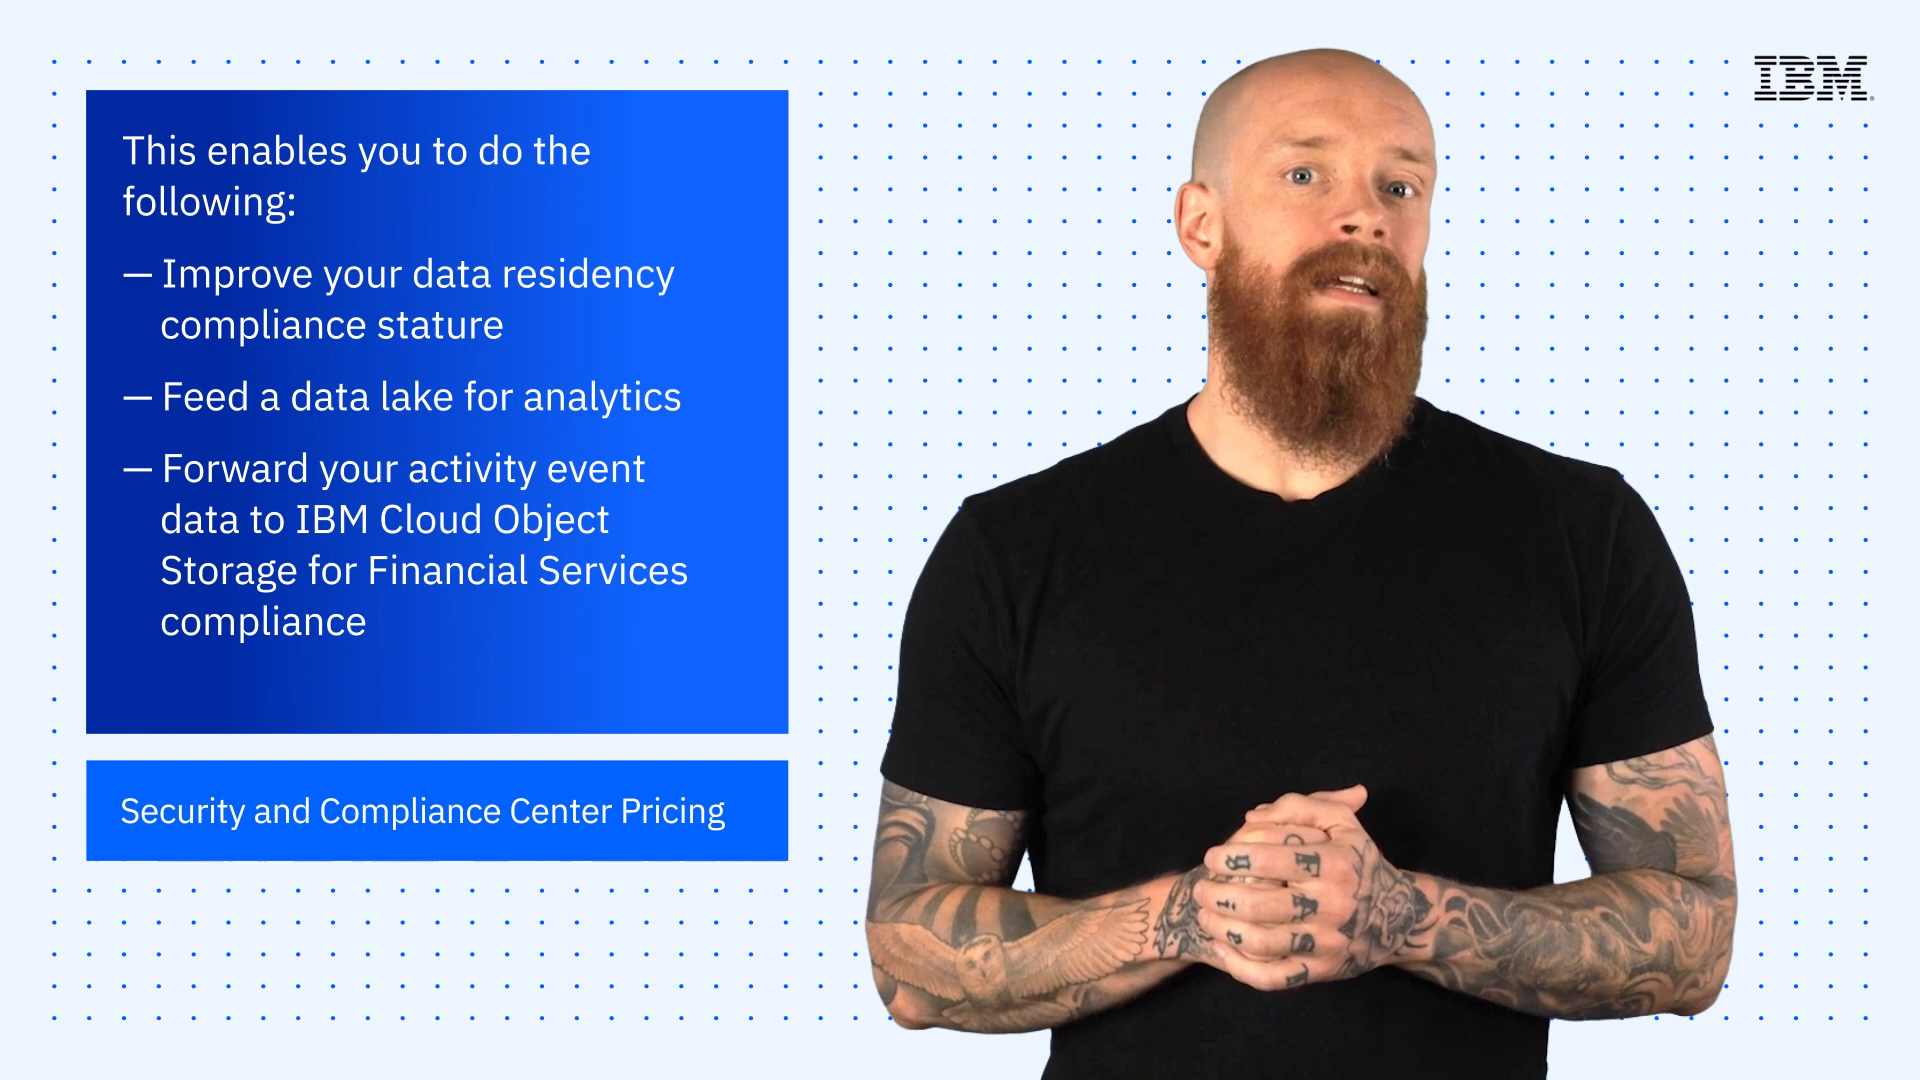 IBM
This enables you to do the
following:
— Improve your data residency
compliance stature
— Feed a data lake for analytics
— Forward your activity event
data to IBM Cloud Object
Storage for Financial Services
compliance
Security and Compliance Center Pricing
FAST